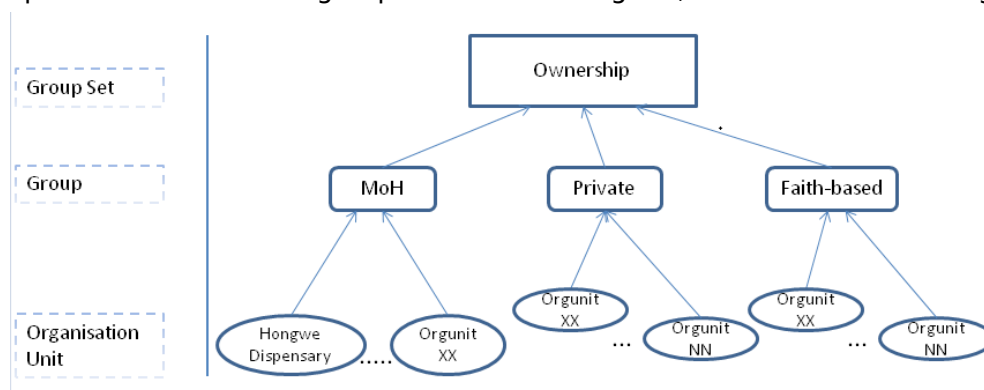 Group Set
Ownership
Group
MoH
Private
Faith-based
Organisation
Unit
Hongwe
Dispensary
.....
Orgunit
XX
Orgunit
XX
...
Orgunit
NN
Orgunit
XX
...
Orgunit
NN